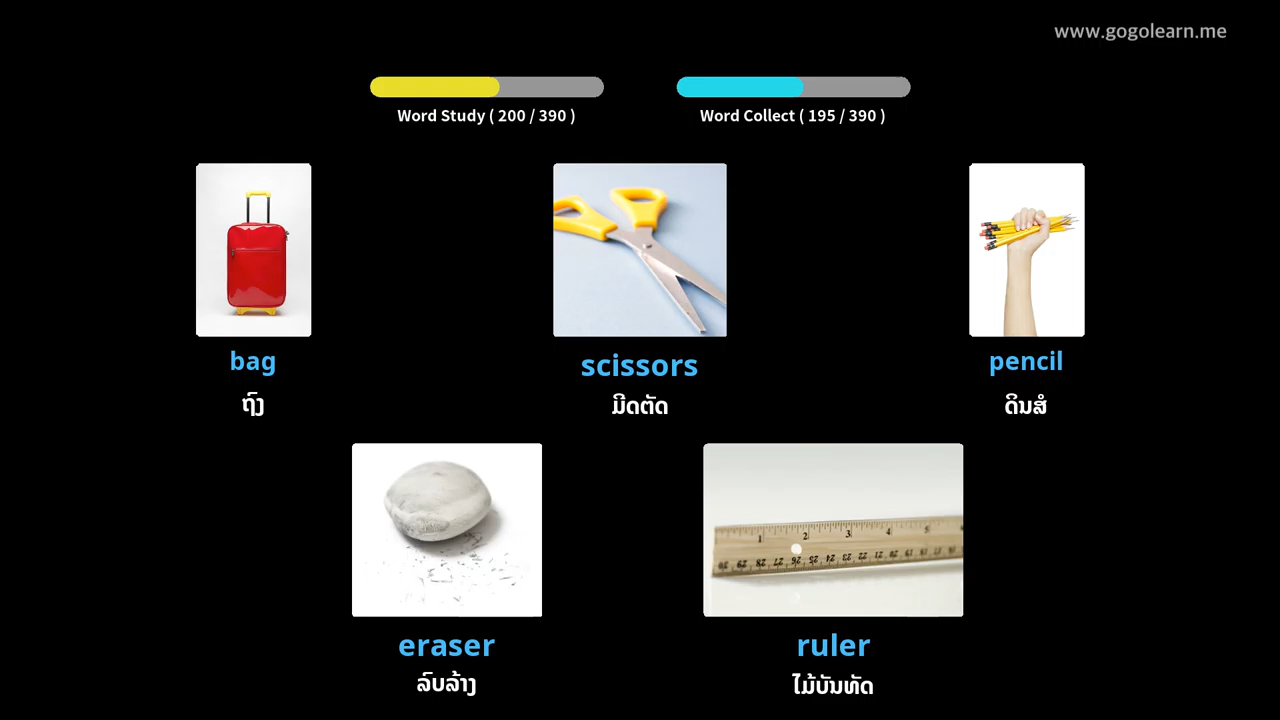 www.gogolearn.me
Word Study ( 200 / 390 )
Word Collect ( 195 / 390 )
bag
ຖົງ
scissors
ມີດຕັດ
pencil
ດິນສໍ
eraser
ລົບລ້າງ
ruler
ໄມ້ບັນທັດ